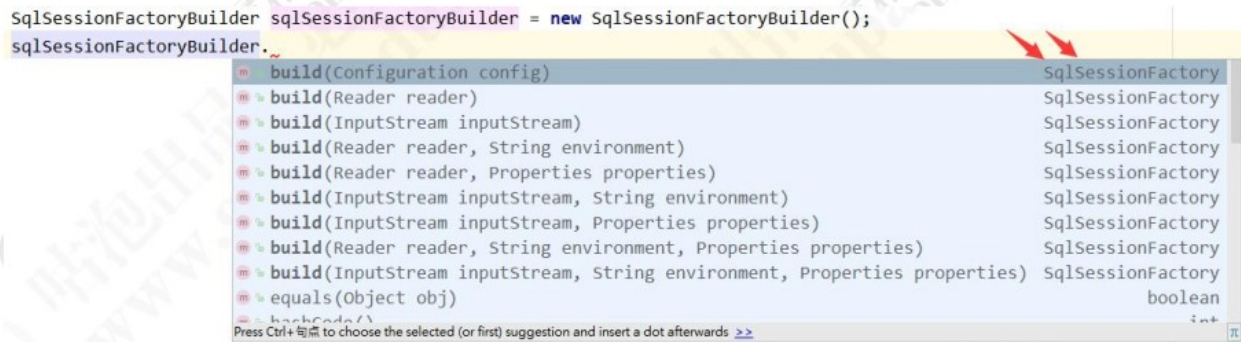 SqlSessionFactoryBuilder sqlSessionFactoryBuilder = new SqlSessionFactoryBuilder();
sqlSessionFactoryBuilder.
m build(Configuration config) SqlSessionFactory
m build(Reader reader) SqlSessionFactory
m build(InputStream inputStream) SqlSessionFactory
m build(Reader reader, String environment) SqlSessionFactory
m build(Reader reader, Properties properties) SqlSessionFactory
m build(InputStream inputStream, String environment) SqlSessionFactory
m build(InputStream inputStream, Properties properties) SqlSessionFactory
m build(Reader reader, String environment, Properties properties) SqlSessionFactory
m build(InputStream inputStream, String environment, Properties properties) SqlSessionFactory
m equals(Object obj) boolean
m hashCode() int
Press Ctrl+句点 to choose the selected (or first) suggestion and insert a dot afterwards >> π